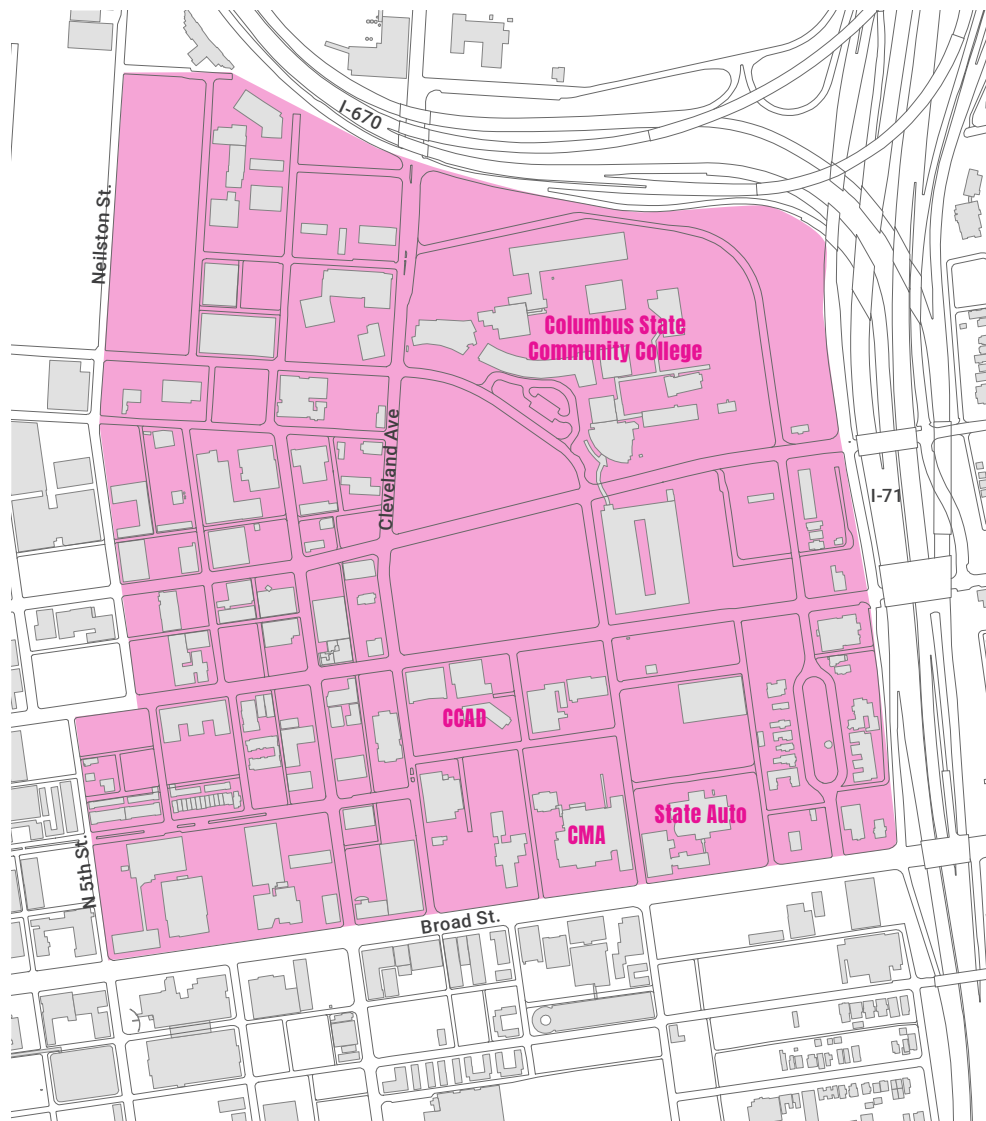 I-670
Neilston St.
Columbus State
Community College
Cleveland Ave
I-71
CCAD
State Auto
CMA
N 5th St.
Broad St.